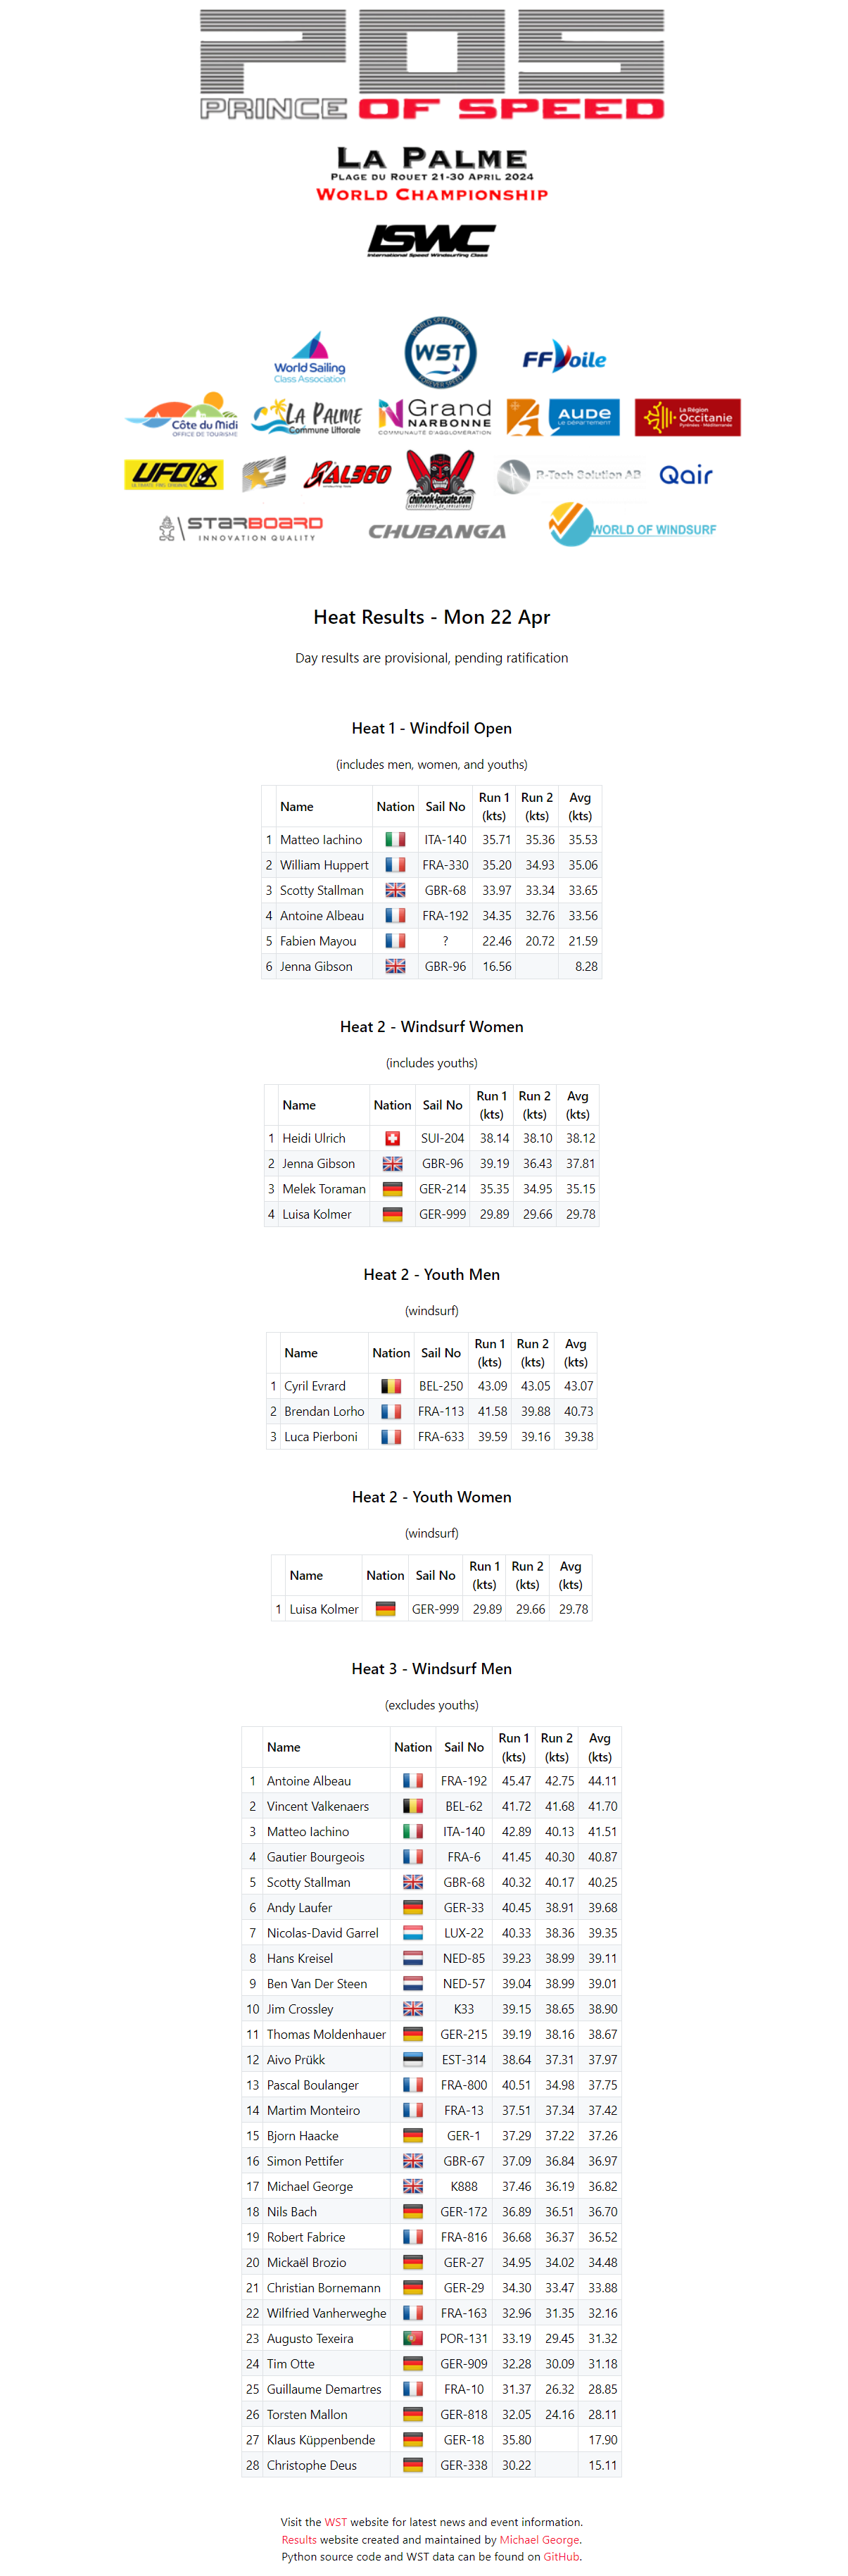 POS
PRINCE OF SPEED
LA PALME
PLAGE DU ROUET 21-30 APRIL 2024
WORLD CHAMPIONSHIP
ISWC
International Speed Windsurfing Class
World Sailing
Class Association
WORLD SPEED TOUR
WST
FFVoile
Côte du Midi
OFFICE DE TOURISME
LA PALME
Commune Littorale
Grand
NARBONNE
COMMUNAUTÉ D'AGGLOMÉRATION
AUDE
LE DÉPARTEMENT
La Région
Occitanie
Pyrénées - Méditerranée
UFO
AL360
chinook-leucate.com
R-Tech Solution AB
Qair
STARBOARD
INNOVATION QUALITY
CHUBANGA
WORLD OF WINDSURF
Heat Results - Mon 22 Apr
Day results are provisional, pending ratification
Heat 1 - Windfoil Open
(includes men, women, and youths)
Name Nation Sail No Run 1 (kts) Run 2 (kts) Avg (kts)
1 Matteo Iachino ITA-140 35.71 35.36 35.53
2 William Huppert FRA-330 35.20 34.93 35.06
3 Scotty Stallman GBR-68 33.97 33.34 33.65
4 Antoine Albeau FRA-192 34.35 32.76 33.56
5 Fabien Mayou ? 22.46 20.72 21.59
6 Jenna Gibson GBR-96 16.56 8.28
Heat 2 - Windsurf Women
(includes youths)
Name Nation Sail No Run 1 (kts) Run 2 (kts) Avg (kts)
1 Heidi Ulrich SUI-204 38.14 38.10 38.12
2 Jenna Gibson GBR-96 39.19 36.43 37.81
3 Melek Toraman GER-214 35.35 34.95 35.15
4 Luisa Kolmer GER-999 29.89 29.66 29.78
Heat 2 - Youth Men
(windsurf)
Name Nation Sail No Run 1 (kts) Run 2 (kts) Avg (kts)
1 Cyril Evrard BEL-250 43.09 43.05 43.07
2 Brendan Lorho FRA-113 41.58 39.88 40.73
3 Luca Pierboni FRA-633 39.59 39.16 39.38
Heat 2 - Youth Women
(windsurf)
Name Nation Sail No Run 1 (kts) Run 2 (kts) Avg (kts)
1 Luisa Kolmer GER-999 29.89 29.66 29.78
Heat 3 - Windsurf Men
(excludes youths)
Name Nation Sail No Run 1 (kts) Run 2 (kts) Avg (kts)
1 Antoine Albeau FRA-192 45.47 42.75 44.11
2 Vincent Valkenaers BEL-62 41.72 41.68 41.70
3 Matteo Iachino ITA-140 42.89 40.13 41.51
4 Gautier Bourgeois FRA-6 41.45 40.30 40.87
5 Scotty Stallman GBR-68 40.32 40.17 40.25
6 Andy Laufer GER-33 40.45 38.91 39.68
7 Nicolas-David Garrel LUX-22 40.33 38.36 39.35
8 Hans Kreisel NED-85 39.23 38.99 39.11
9 Ben Van Der Steen NED-57 39.04 38.99 39.01
10 Jim Crossley K33 39.15 38.65 38.90
11 Thomas Moldenhauer GER-215 39.19 38.16 38.67
12 Aivo Prükk EST-314 38.64 37.31 37.97
13 Pascal Boulanger FRA-800 40.51 34.98 37.75
14 Martim Monteiro FRA-13 37.51 37.34 37.42
15 Bjorn Haacke GER-1 37.29 37.22 37.26
16 Simon Pettifer GBR-67 37.09 36.84 36.97
17 Michael George K888 37.46 36.19 36.82
18 Nils Bach GER-172 36.89 36.51 36.70
19 Robert Fabrice FRA-816 36.68 36.37 36.52
20 Mickaël Brozio GER-27 34.95 34.02 34.48
21 Christian Bornemann GER-29 34.30 33.47 33.88
22 Wilfried Vanherweghe FRA-163 32.96 31.35 32.16
23 Augusto Texeira POR-131 33.19 29.45 31.32
24 Tim Otte GER-909 32.28 30.09 31.18
25 Guillaume Demartres FRA-10 31.37 26.32 28.85
26 Torsten Mallon GER-818 32.05 24.16 28.11
27 Klaus Küppenbende GER-18 35.80 17.90
28 Christophe Deus GER-338 30.22 15.11
Visit the WST website for latest news and event information.
Results website created and maintained by Michael George.
Python source code and WST data can be found on GitHub.